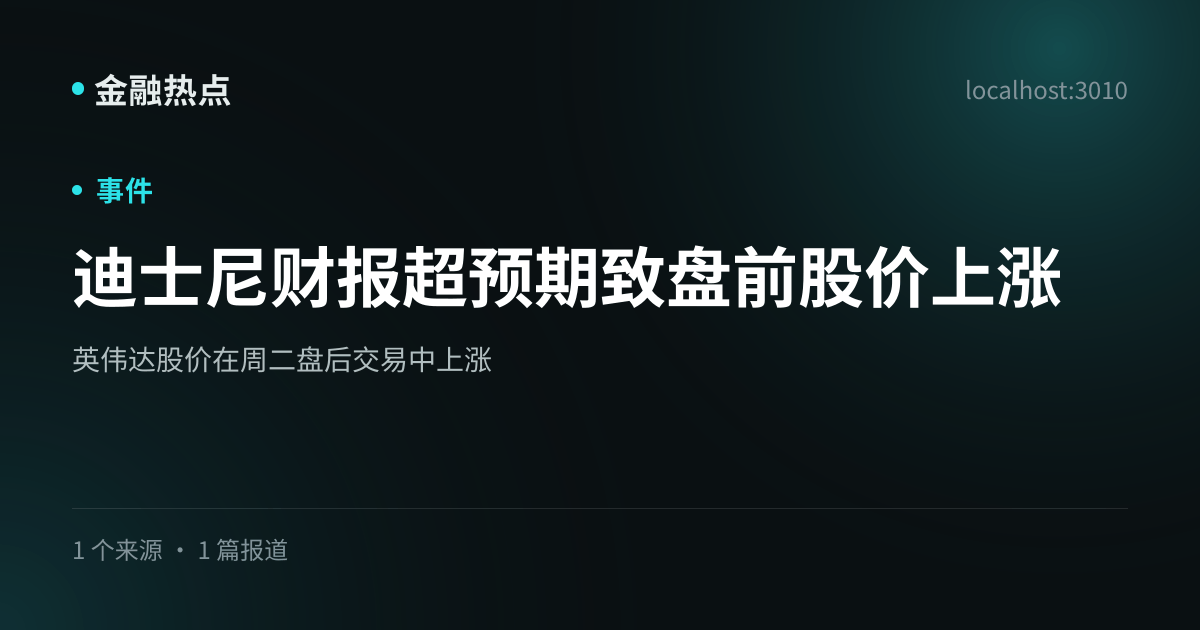 金融热点
localhost:3010
事件
迪士尼财报超预期致盘前股价上涨
英伟达股价在周二盘后交易中上涨
1 个来源 · 1 篇报道